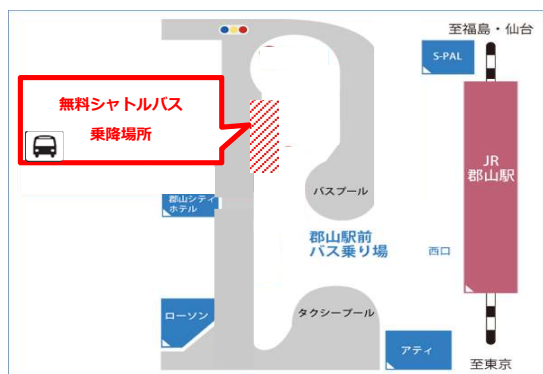 至福島・仙台
S-PAL
無料シャトルバス
乗降場所
JR
郡山駅
バスプール
郡山シティ
ホテル
郡山駅前
バス乗り場
西口
ローソン
タクシープール
アティ
至東京